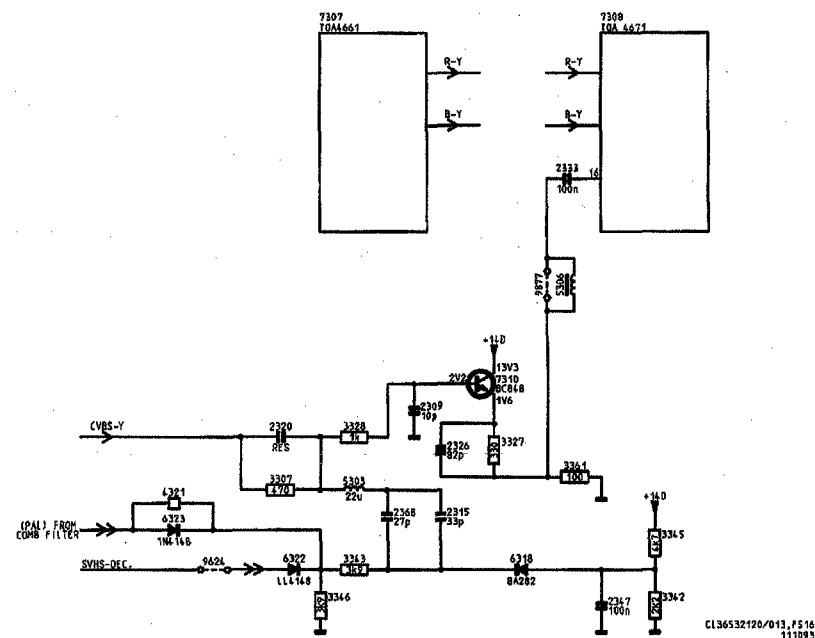 7307
TDA4661
7308
TDA 4671
R-Y
R-Y
B-Y
B-Y
2333
16
100n
9877
5306
+14D
13V3
2V2
7310
BC848
1V6
2309
10p
CVBS-Y
2320
RES
3328
1k
2326
82p
3327
330
3361
100
3307
470
5303
22u
4321
2368
27p
2315
33p
+14D
(PAL) FROM
COMB FILTER
6323
1N4148
3345
4K7
SVHS-DEC.
9624
6322
LL4148
3343
3k9
6318
BA282
3346
3K9
2347
100n
3342
2K2
CL36532120/013,FS16
111093